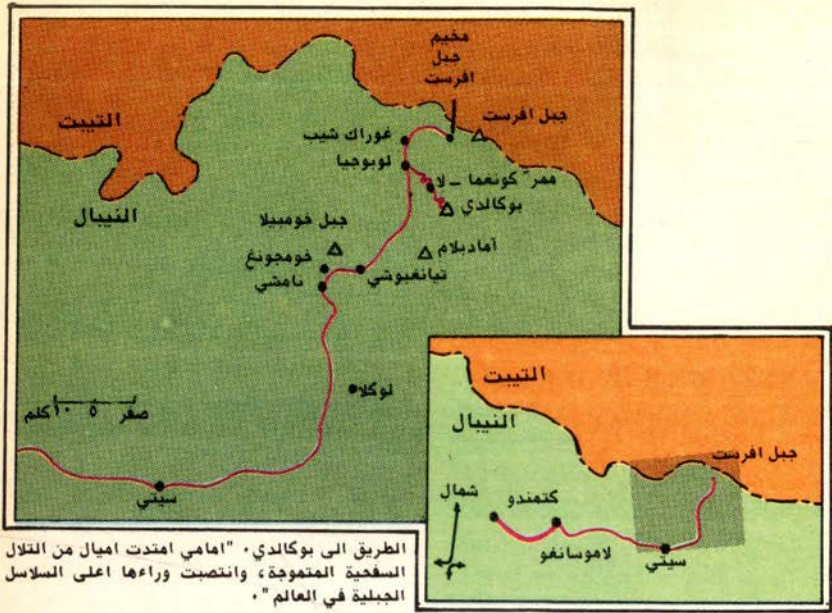 مخيم
جبل
افرست
جبل افرست
التيبت
غوراك شيب
لوبوجيا
ممرّ كونغما - لا
بوكالدي
النيبال
جبل خومبيلا
آمادبلام
خومجونغ
تيانغبوشي
نامشي
لوكلا
صفر ٥ ١٠ كلم
سيتي
التيبت
النيبال
جبل افرست
شمال
كتمندو
لاموسانغو
سيتي
الطريق الى بوكالدي. "امامي امتدت اميال من التلال
السفحية المتموجة، وانتصبت وراءها اعلى السلاسل
الجبلية في العالم".